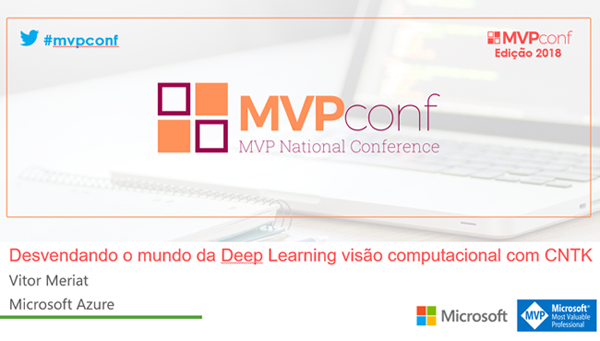 #mvpconf
MVPconf
Edição 2018
MVPconf
MVP National Conference
Desvendando o mundo da Deep Learning visão computacional com CNTK
Vitor Meriat
Microsoft Azure
Microsoft
MVP
Microsoft®
Most Valuable
Professional